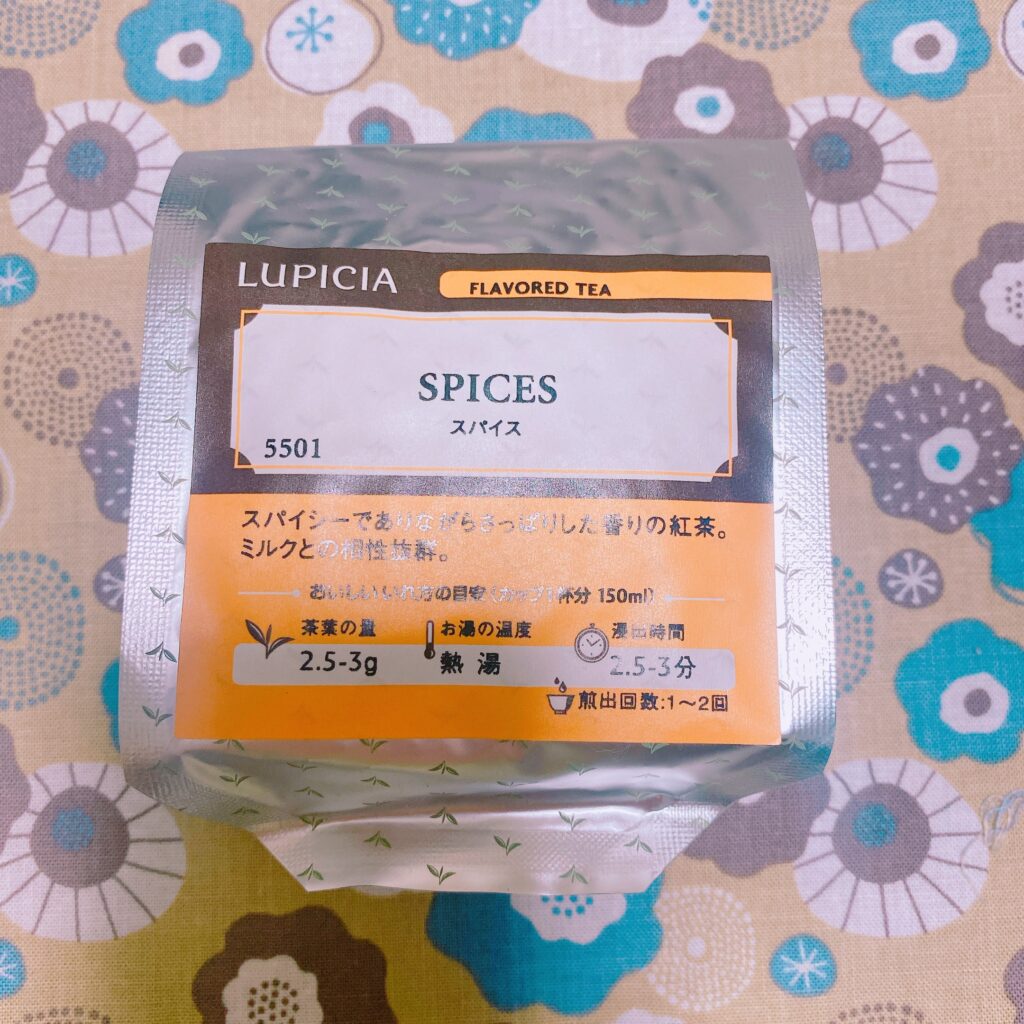 LUPICIA
FLAVORED TEA
SPICES
スパイス
5501
スパイシーでありながらさっぱりした香りの紅茶。
ミルクとの相性抜群。
おいしいいれ方の目安(カップ1杯分 150ml)
茶葉の量 お湯の温度 浸出時間
2.5-3g 熱湯 2.5-3分
煎出回数:1~2回